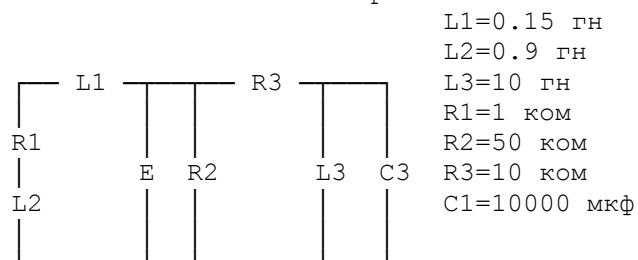 L1=0.15 гн
L2=0.9 гн
L1 R3 L3=10 гн
R1=1 ком
R1 R2=50 ком
E R2 L3 C3 R3=10 ком
L2 C1=10000 мкф